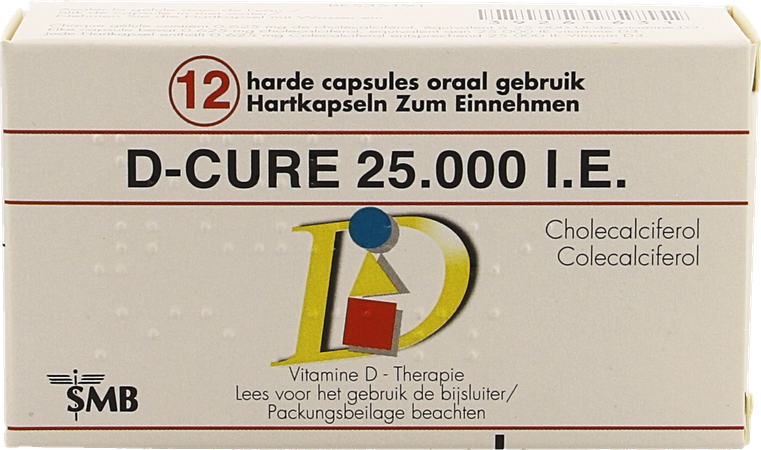 12
harde capsules oraal gebruik
Hartkapseln Zum Einnehmen
D-CURE 25.000 I.E.
Cholecalciferol
Colecalciferol
D
Vitamine D - Therapie
Lees voor het gebruik de bijsluiter/
Packungsbeilage beachten
SMB